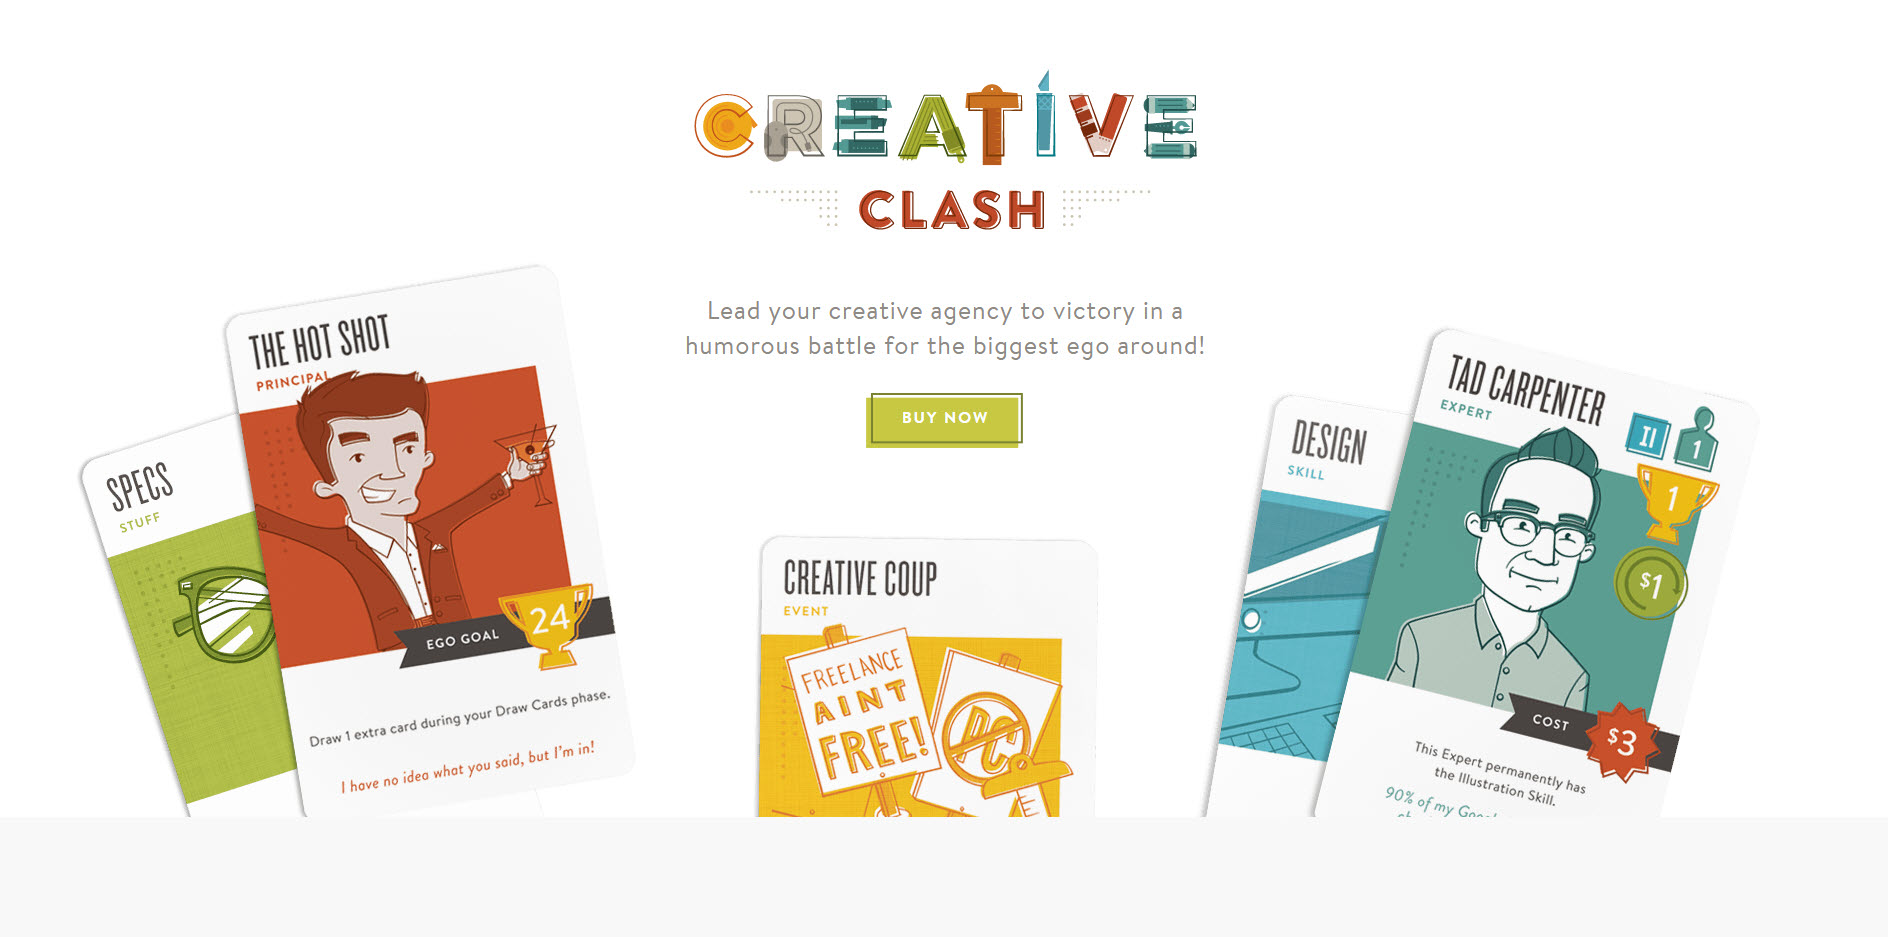 CREATIVE
CLASH
Lead your creative agency to victory in a
humorous battle for the biggest ego around!
BUY NOW
SPECS
STUFF
THE HOT SHOT
PRINCIPAL
EGO GOAL
24
Draw 1 extra card during your Draw Cards phase.
I have no idea what you said, but I'm in!
CREATIVE COUP
EVENT
FREELANCE
AINT
FREE!
PC
DESIGN
SKILL
TAD CARPENTER
EXPERT
Il
1
1
$1
COST
$3
This Expert permanently has
the Illustration Skill.
90% of my